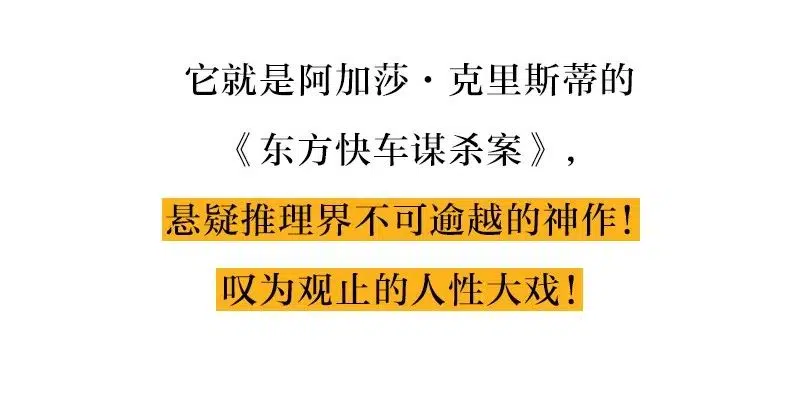 它就是阿加莎·克里斯蒂的
《东方快车谋杀案》，
悬疑推理界不可逾越的神作！
叹为观止的人性大戏！